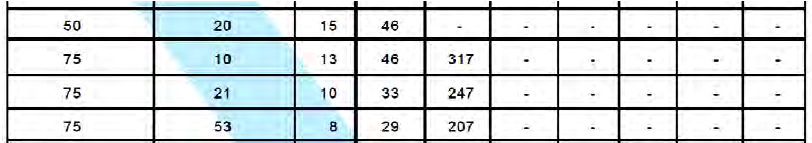 50 20 15 46 - - - - - -
75 10 13 46 317 - - - - -
75 21 10 33 247 - - - - -
75 53 8 29 207 - - - - -